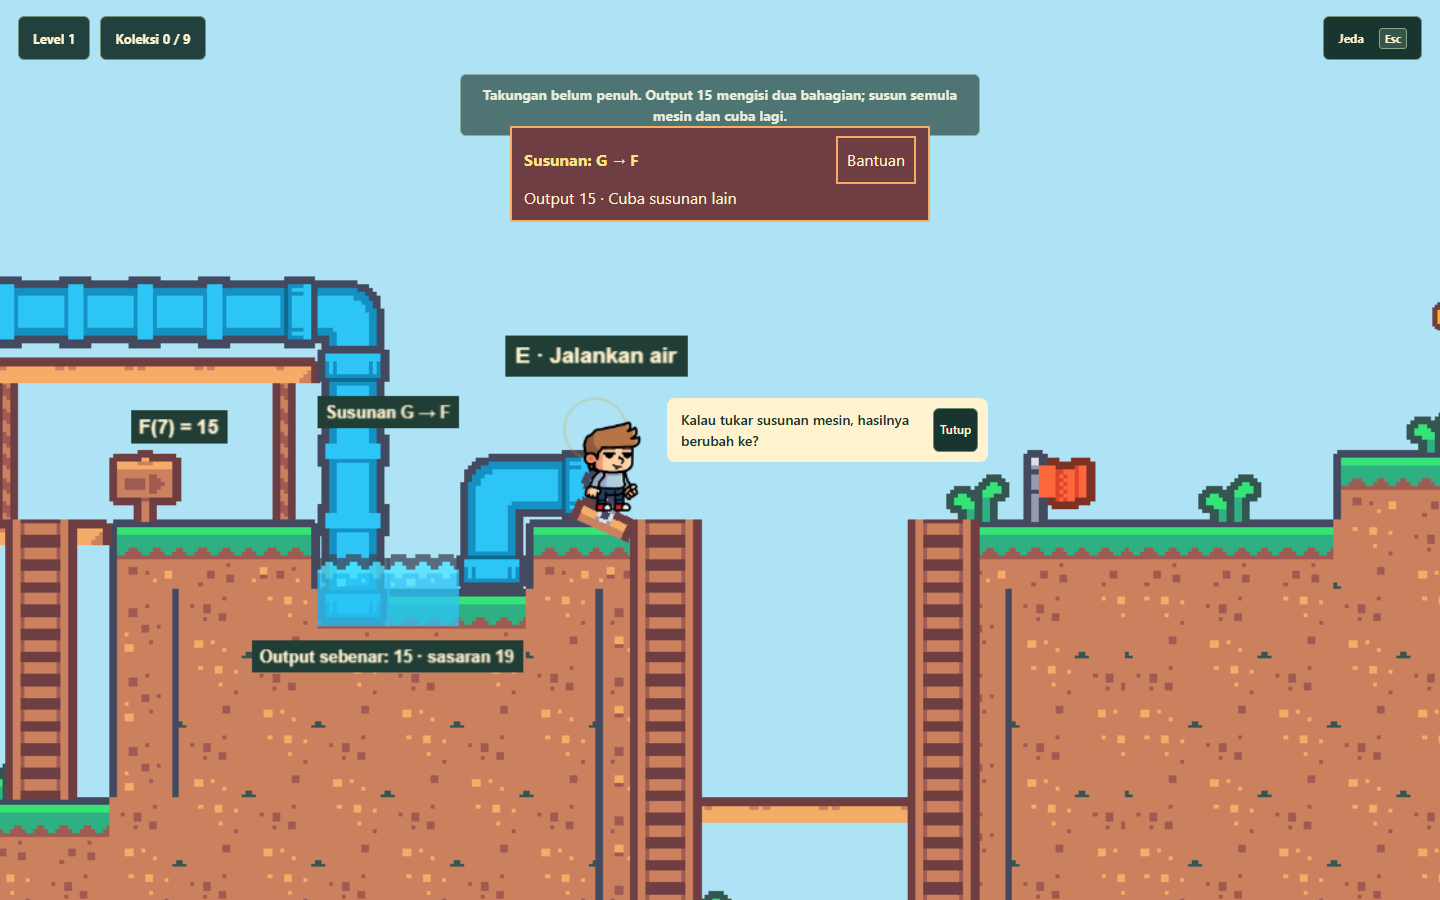 Level 1
Koleksi 0 / 9
Jeda
Esc
Takungan belum penuh. Output 15 mengisi dua bahagian; susun semula
mesin dan cuba lagi.
Susunan: G → F
Bantuan
Output 15 · Cuba susunan lain
E · Jalankan air
Susunan G → F
F(7) = 15
Kalau tukar susunan mesin, hasilnya
berubah ke?
Tutup
Output sebenar: 15 · sasaran 19